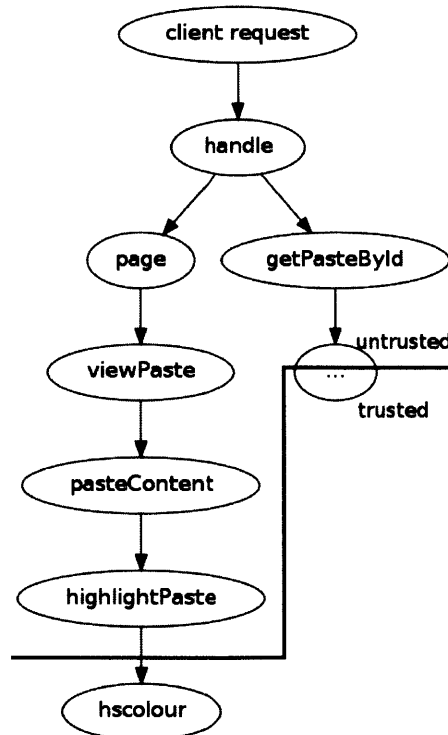 client request
handle
page
getPasteById
viewPaste
untrusted
...
trusted
pasteContent
highlightPaste
hscolour